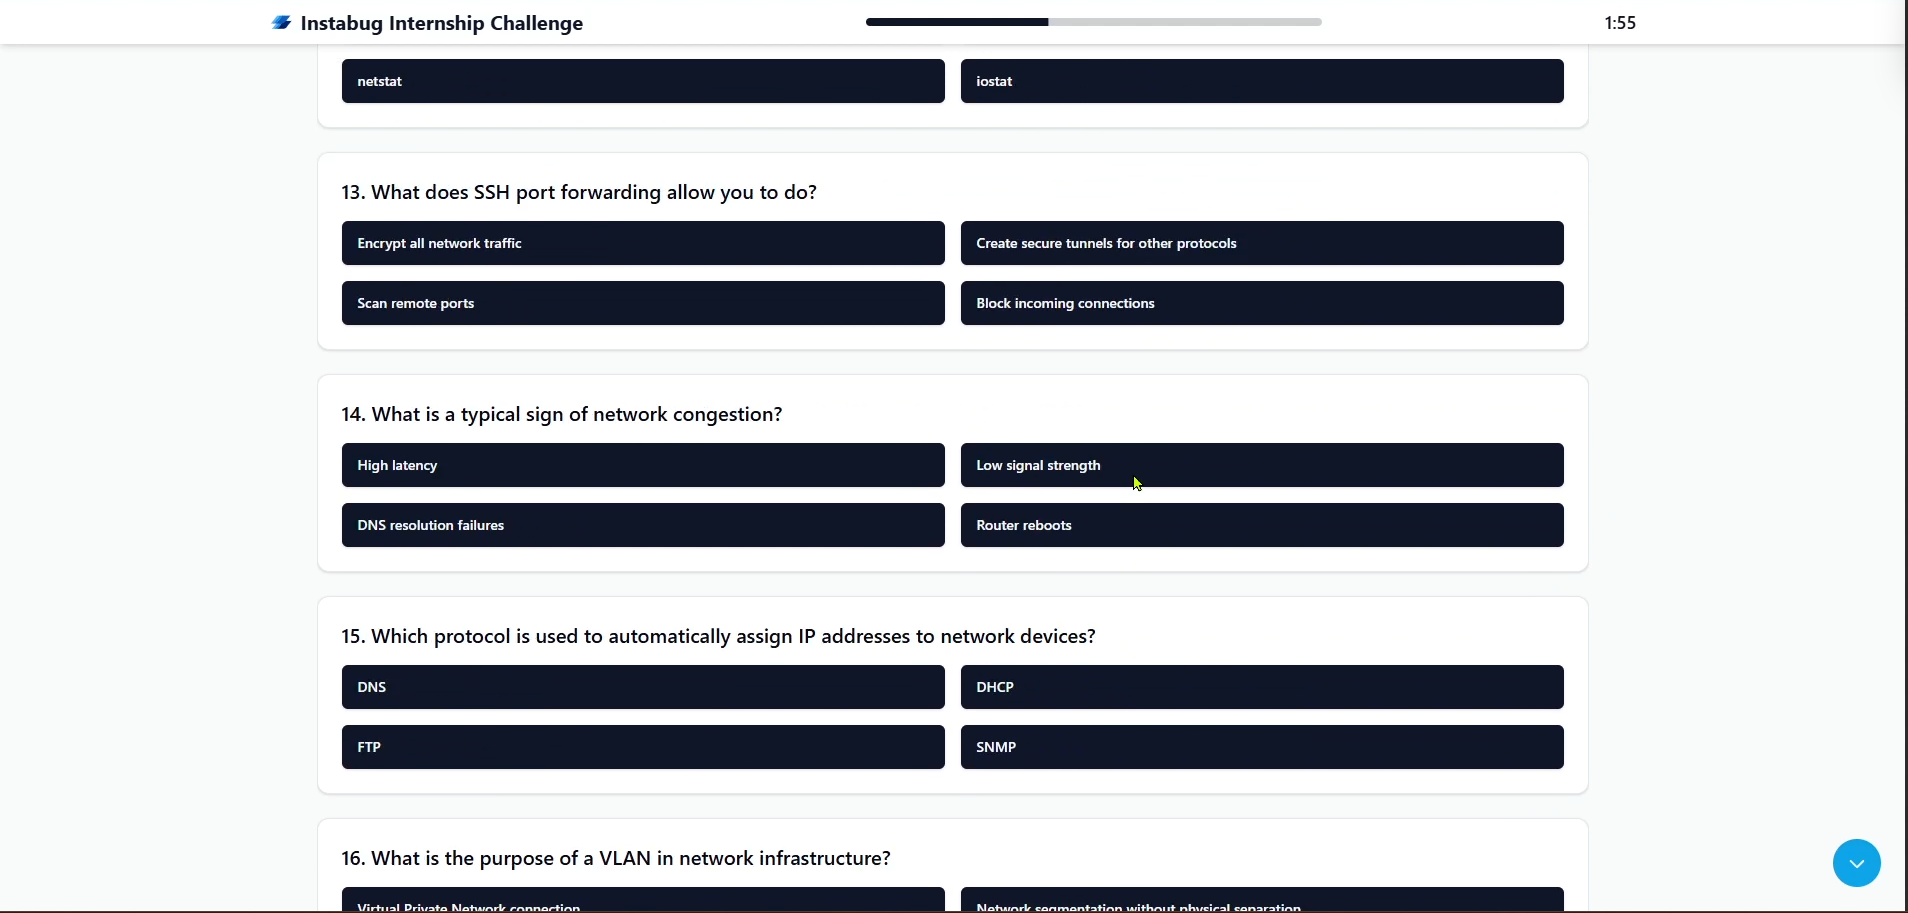 Instabug Internship Challenge
1:55
netstat
iostat
13. What does SSH port forwarding allow you to do?
Encrypt all network traffic
Create secure tunnels for other protocols
Scan remote ports
Block incoming connections
14. What is a typical sign of network congestion?
High latency
Low signal strength
DNS resolution failures
Router reboots
15. Which protocol is used to automatically assign IP addresses to network devices?
DNS
DHCP
FTP
SNMP
16. What is the purpose of a VLAN in network infrastructure?
Virtual Private Network connection
Network segmentation without physical separation